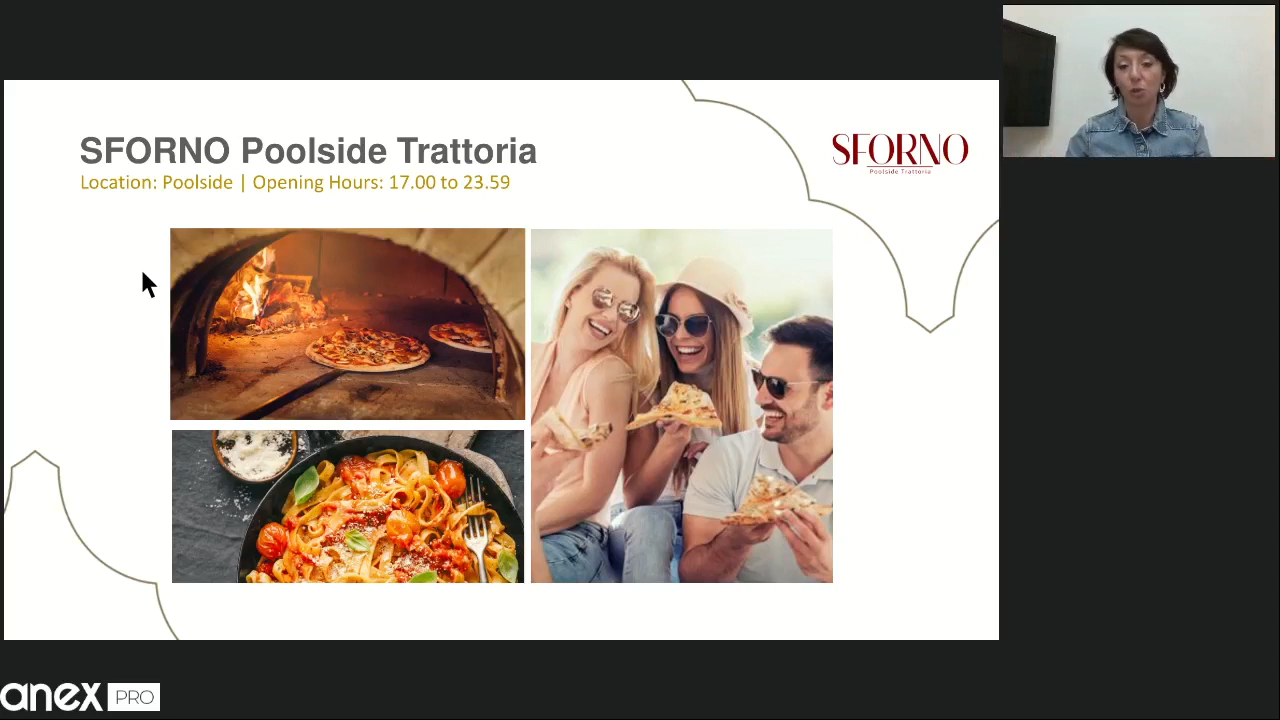 SFORNO Poolside Trattoria
Location: Poolside | Opening Hours: 17.00 to 23.59
SFORNO
Poolside Trattoria
anex PRO